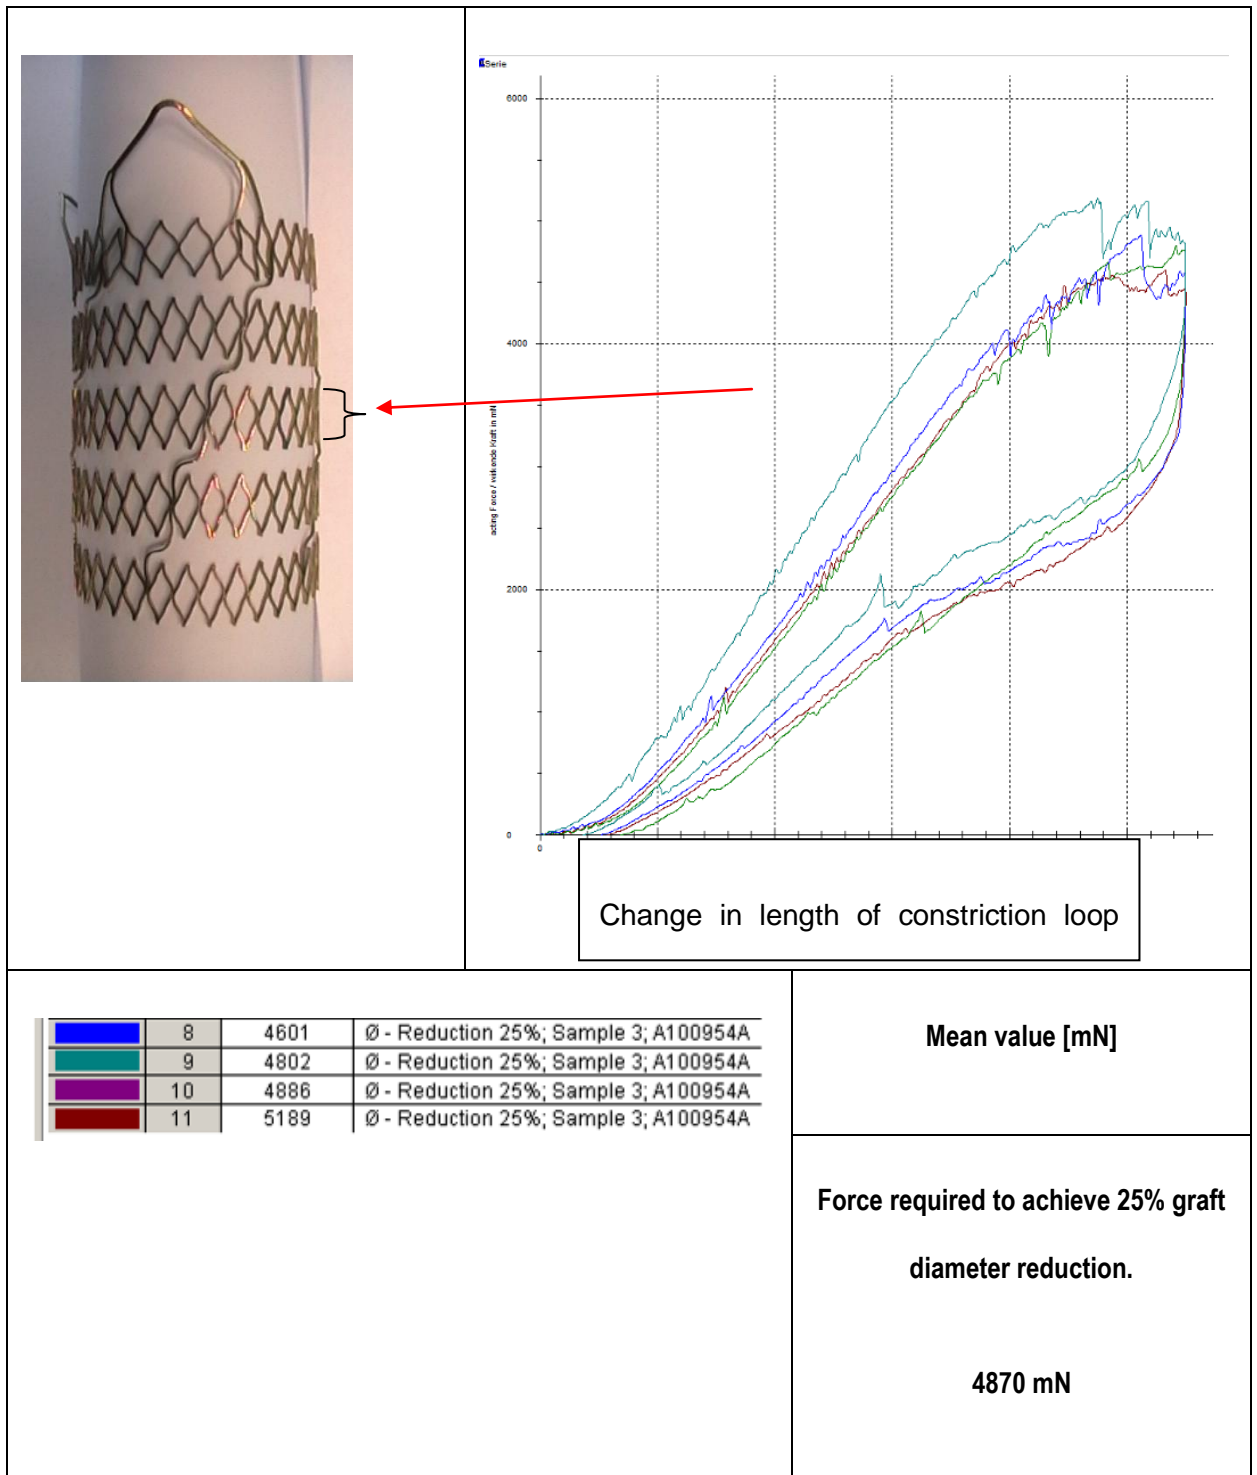 Serie
6000
4000
2000
0
0
acting Force / wirkende Kraft in mN
Change in length of constriction loop
8 4601 Ø - Reduction 25%; Sample 3; A100954A
9 4802 Ø - Reduction 25%; Sample 3; A100954A
10 4886 Ø - Reduction 25%; Sample 3; A100954A
11 5189 Ø - Reduction 25%; Sample 3; A100954A
Mean value [mN]
Force required to achieve 25% graft
diameter reduction.
4870 mN